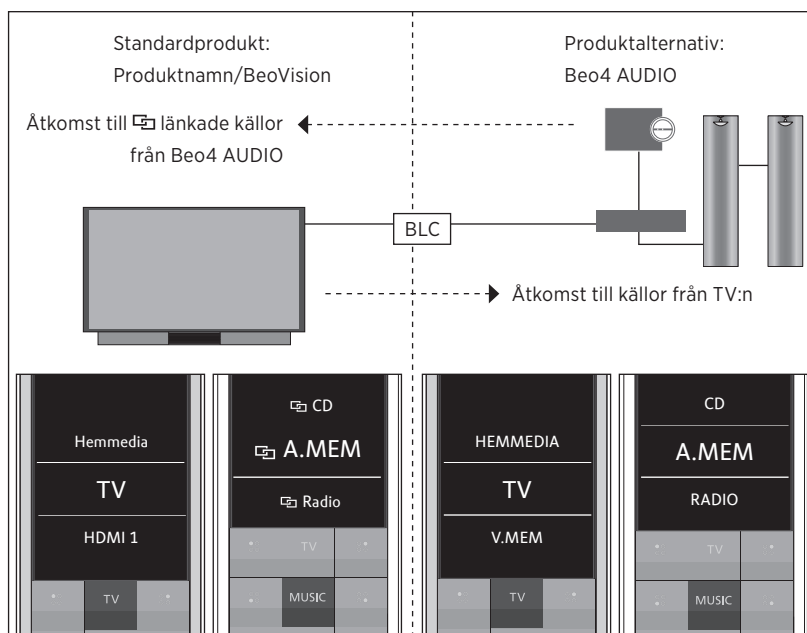 Standardprodukt:
Produktnamn/BeoVision
Produktalternativ:
Beo4 AUDIO
Åtkomst till länkade källor
från Beo4 AUDIO
BLC
Åtkomst till källor från TV:n
Hemmedia
TV
HDMI 1
TV
CD
A.MEM
Radio
TV
MUSIC
HEMMEDIA
TV
V.MEM
TV
CD
A.MEM
RADIO
TV
MUSIC